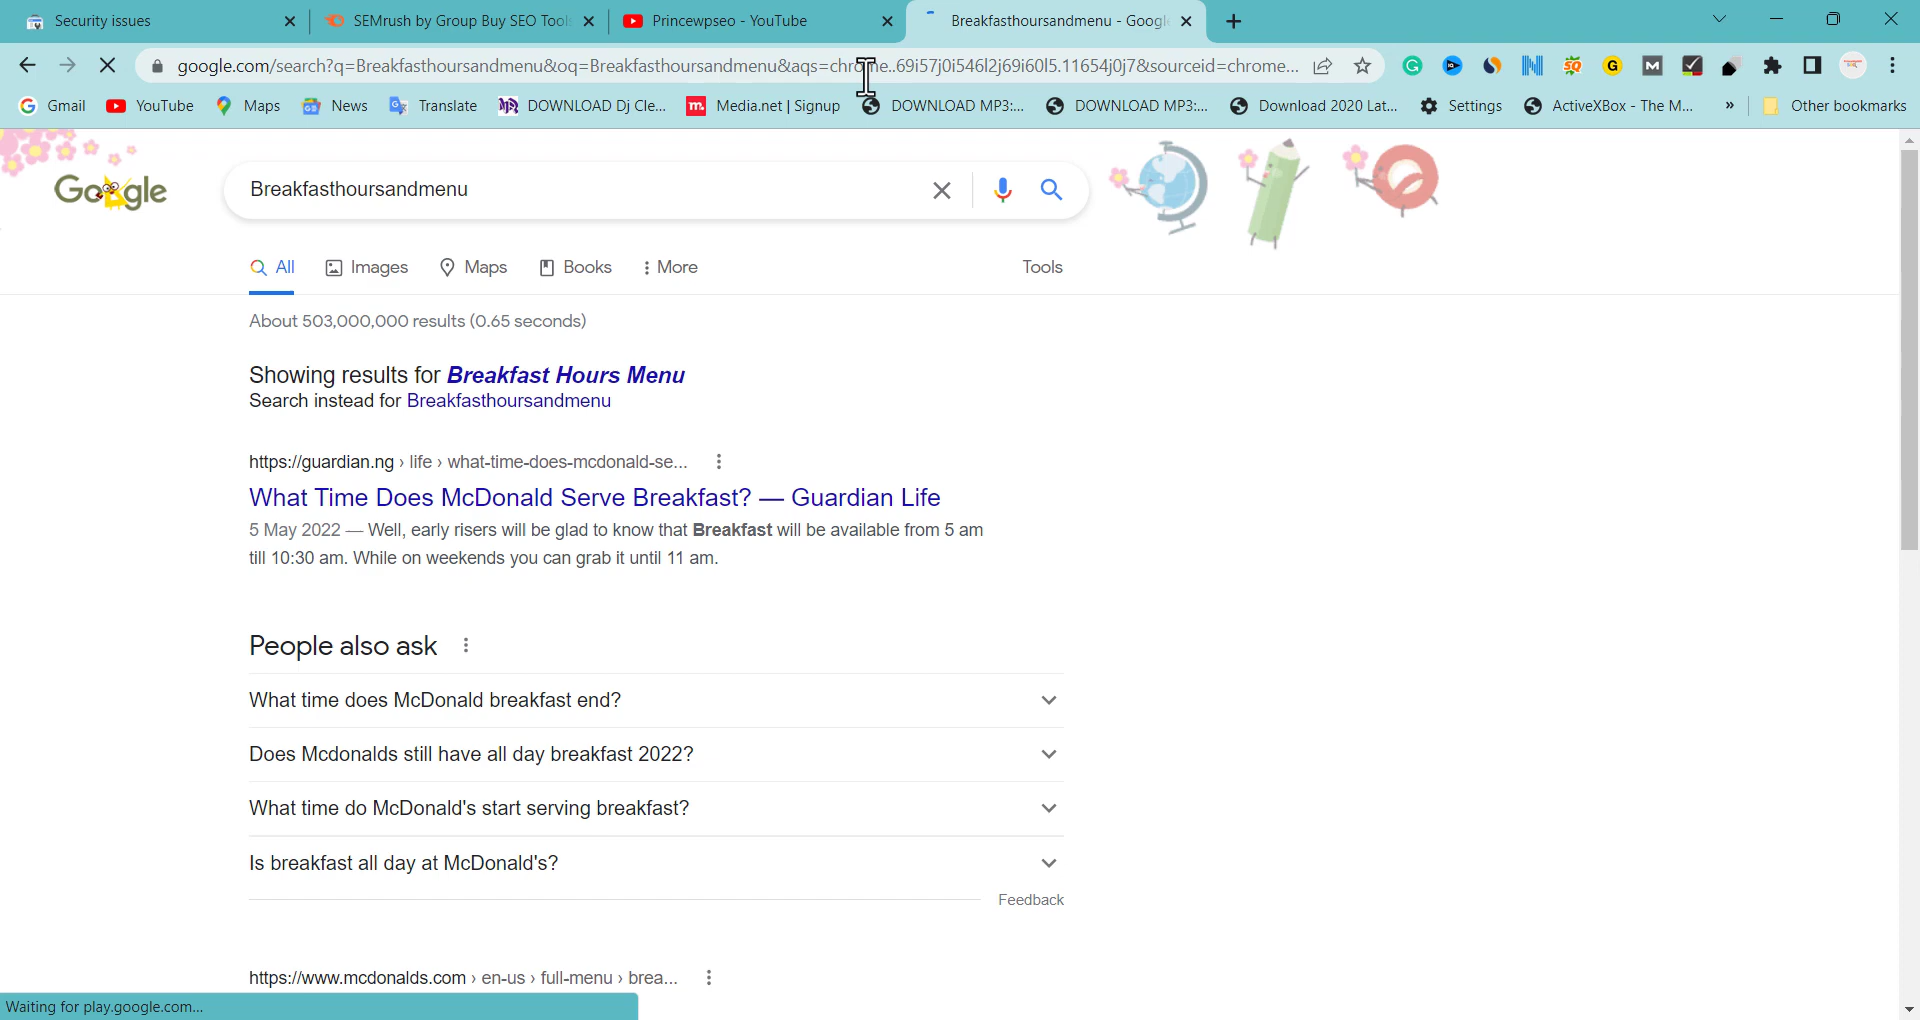 Security issues
SEMrush by Group Buy SEO Tool
Princewpseo - YouTube
Breakfasthoursandmenu - Googl
google.com/search?q=Breakfasthoursandmenu&oq=Breakfasthoursandmenu&aqs=chrome..69i57j0i546l2j69i60l5.11654j0j7&sourceid=chrome...
Gmail
YouTube
Maps
News
Translate
DOWNLOAD Dj Cle...
m. Media.net | Signup
DOWNLOAD MP3:...
DOWNLOAD MP3:...
Download 2020 Lat...
Settings
ActiveXBox - The M...
»
Other bookmarks
Google
Breakfasthoursandmenu
All
Images
Maps
Books
More
Tools
About 503,000,000 results (0.65 seconds)
Showing results for Breakfast Hours Menu
Search instead for Breakfasthoursandmenu
https://guardian.ng › life › what-time-does-mcdonald-se...
What Time Does McDonald Serve Breakfast? — Guardian Life
5 May 2022 — Well, early risers will be glad to know that Breakfast will be available from 5 am
till 10:30 am. While on weekends you can grab it until 11 am.
People also ask
What time does McDonald breakfast end?
Does Mcdonalds still have all day breakfast 2022?
What time do McDonald's start serving breakfast?
Is breakfast all day at McDonald's?
Feedback
https://www.mcdonalds.com › en-us › full-menu › brea...
Waiting for play.google.com...